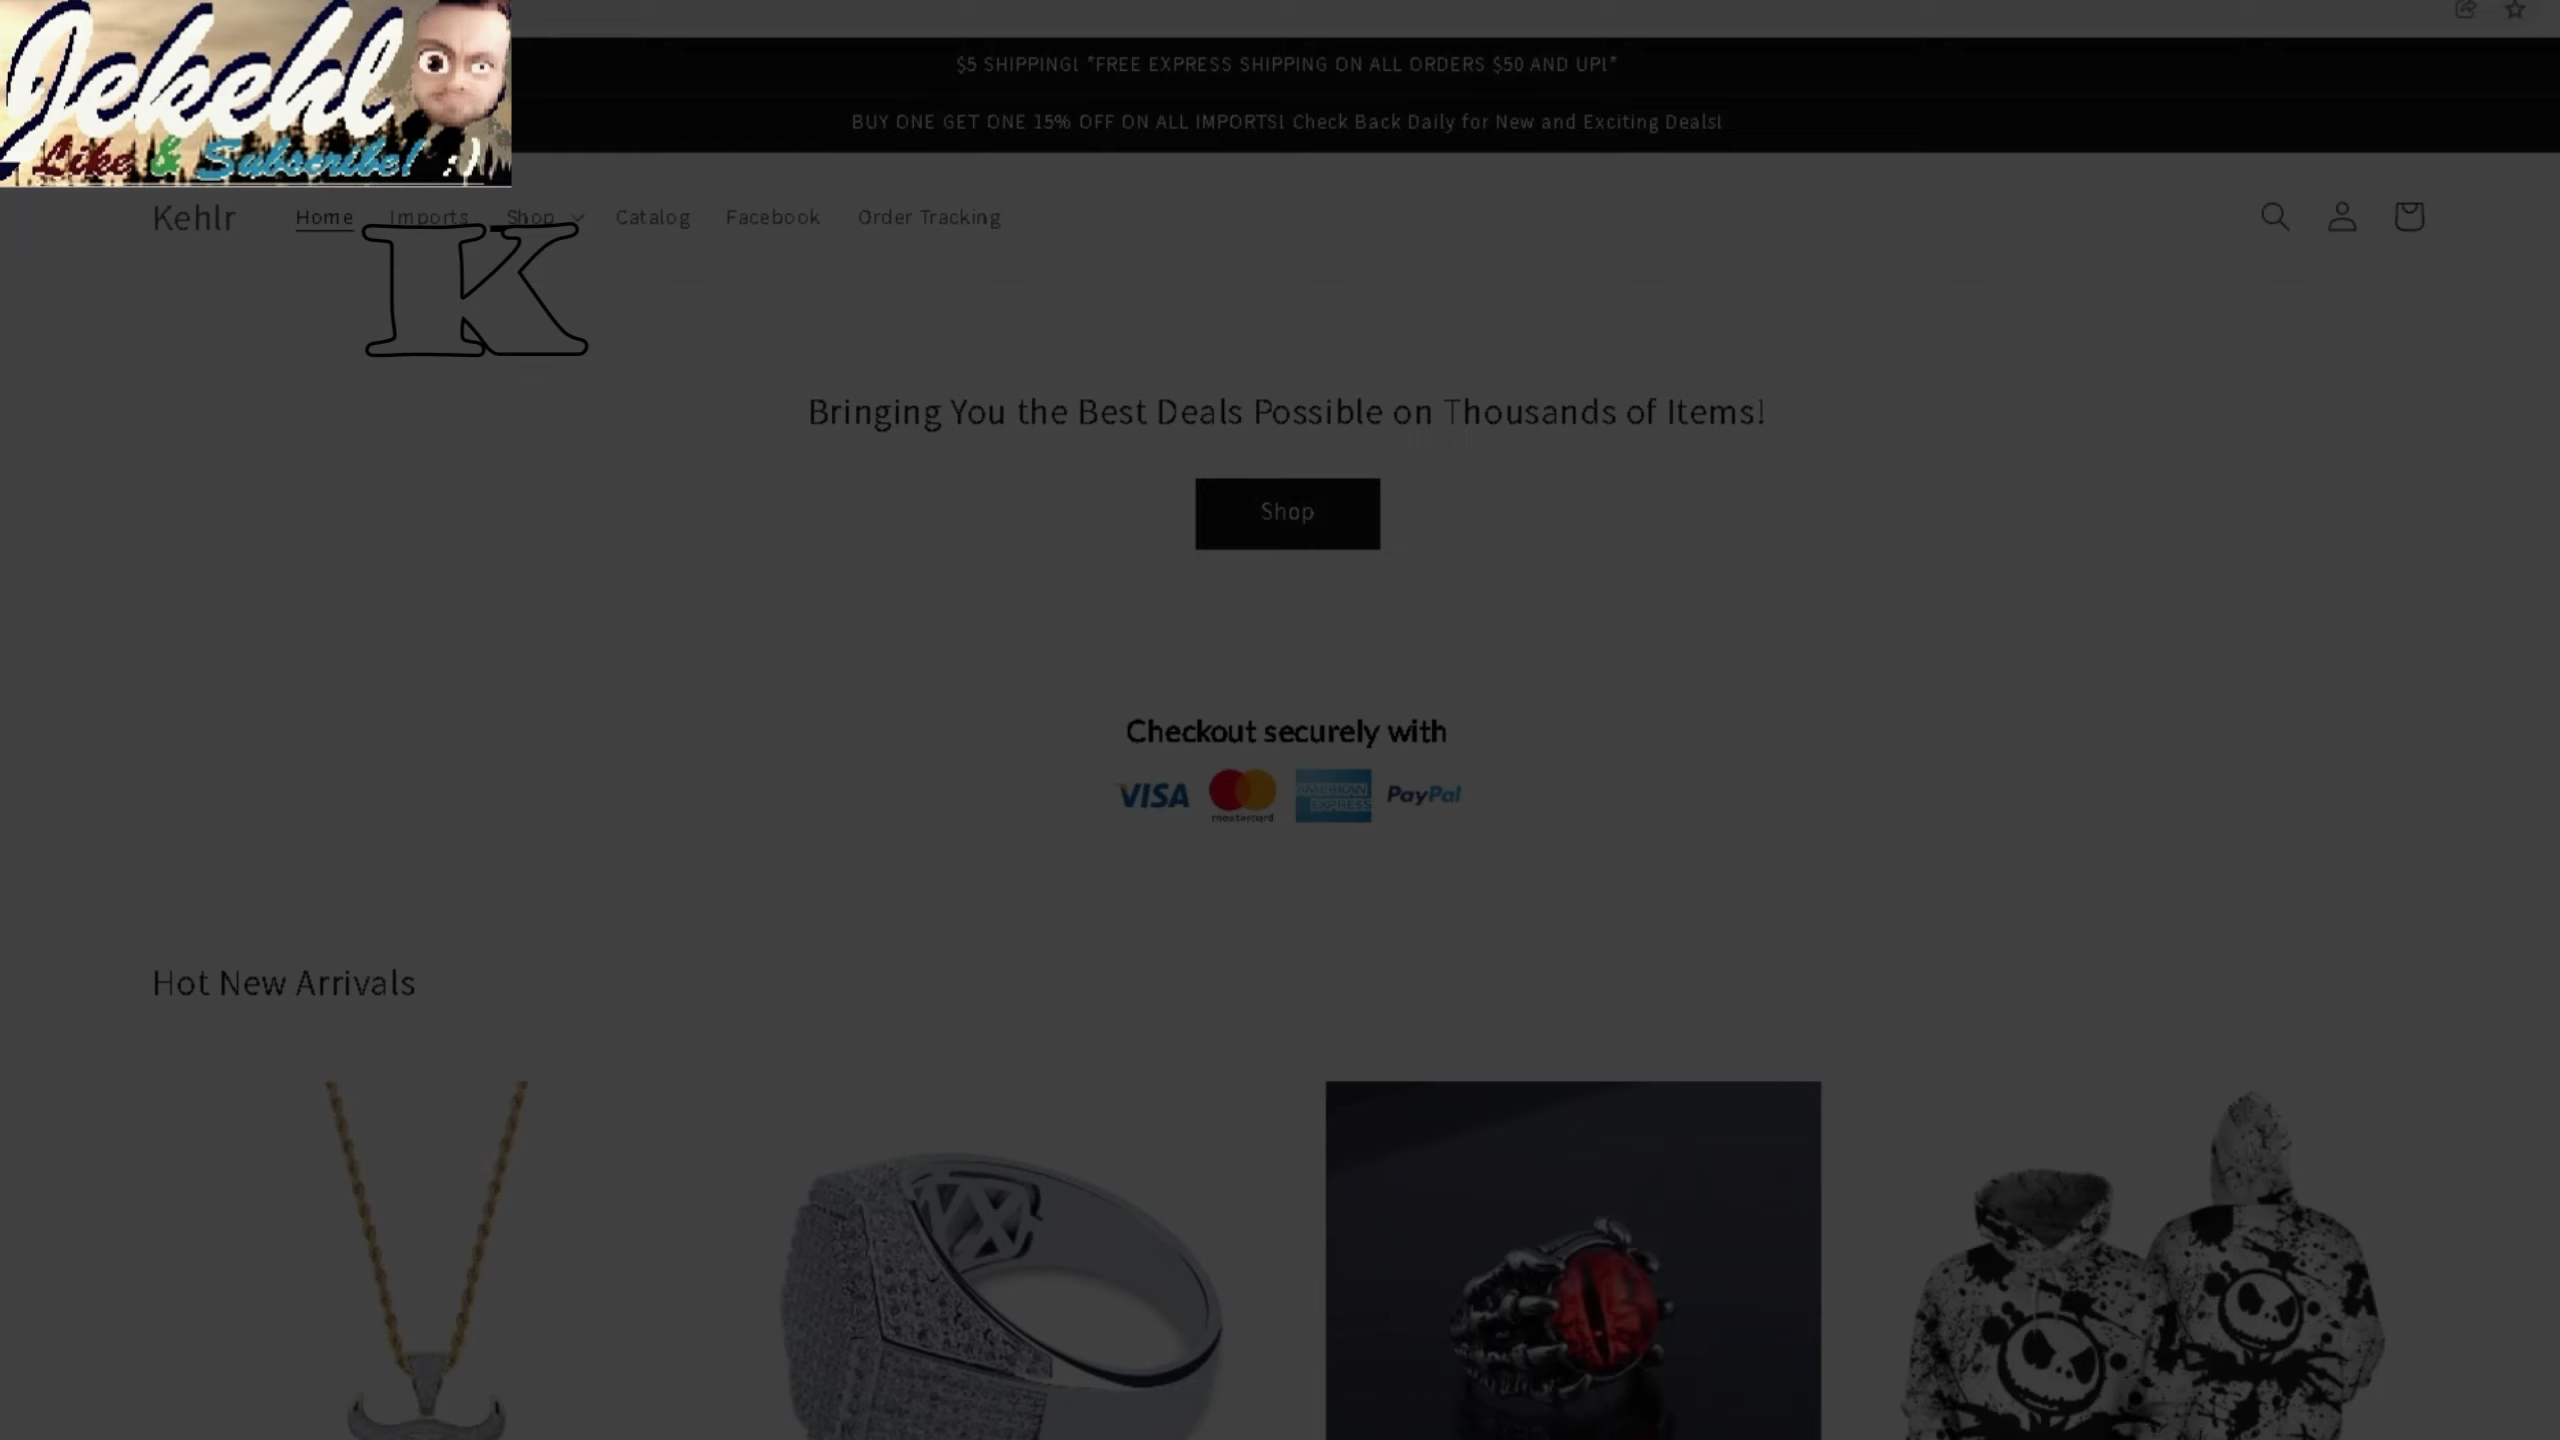 Jekehl
Like & Subscribe! :)
$5 SHIPPING! *FREE EXPRESS SHIPPING ON ALL ORDERS $50 AND UP!*
BUY ONE GET ONE 15% OFF ON ALL IMPORTS! Check Back Daily for New and Exciting Deals!
Kehlr Home Imports Shop Catalog Facebook Order Tracking
K
Bringing You the Best Deals Possible on Thousands of Items!
Shop
Checkout securely with
VISA mastercard AMERICAN EXPRESS PayPal
Hot New Arrivals